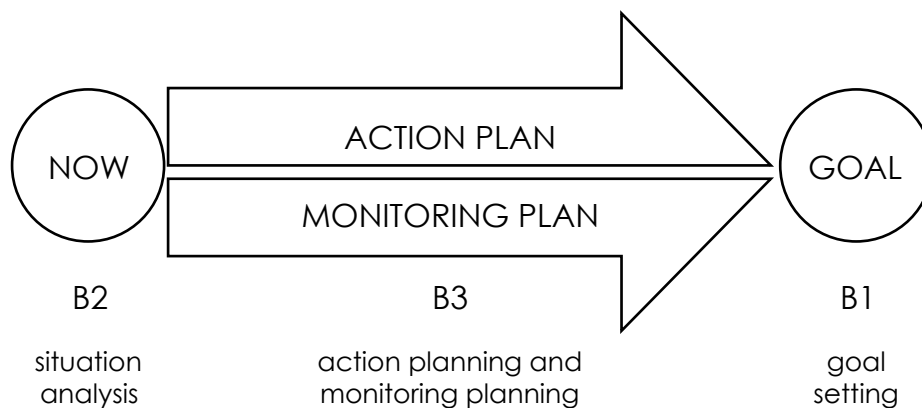 ACTION PLAN
NOW
GOAL
MONITORING PLAN
B2
B3
B1
situation
analysis
action planning and
monitoring planning
goal
setting